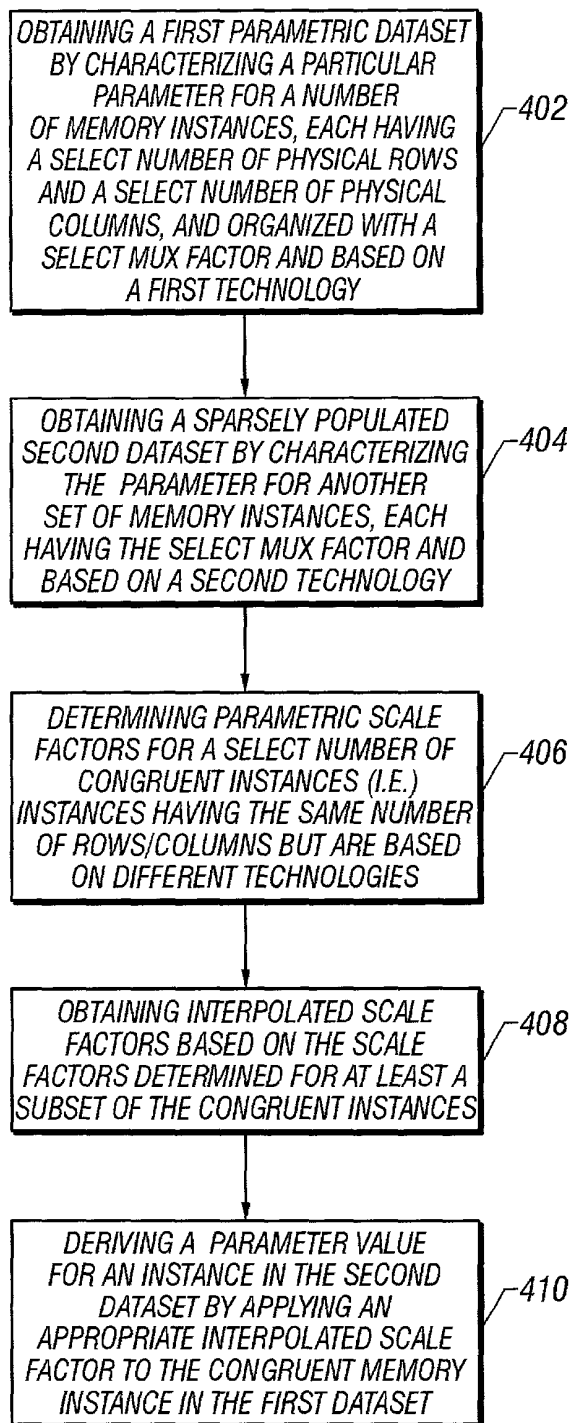 OBTAINING A FIRST PARAMETRIC DATASET
BY CHARACTERIZING A PARTICULAR
PARAMETER FOR A NUMBER
OF MEMORY INSTANCES, EACH HAVING
A SELECT NUMBER OF PHYSICAL ROWS
AND A SELECT NUMBER OF PHYSICAL
COLUMNS, AND ORGANIZED WITH A
SELECT MUX FACTOR AND BASED ON
A FIRST TECHNOLOGY
402
OBTAINING A SPARSELY POPULATED
SECOND DATASET BY CHARACTERIZING
THE PARAMETER FOR ANOTHER
SET OF MEMORY INSTANCES, EACH
HAVING THE SELECT MUX FACTOR AND
BASED ON A SECOND TECHNOLOGY
404
DETERMINING PARAMETRIC SCALE
FACTORS FOR A SELECT NUMBER OF
CONGRUENT INSTANCES (I.E.)
INSTANCES HAVING THE SAME NUMBER
OF ROWS/COLUMNS BUT ARE BASED
ON DIFFERENT TECHNOLOGIES
406
OBTAINING INTERPOLATED SCALE
FACTORS BASED ON THE SCALE
FACTORS DETERMINED FOR AT LEAST A
SUBSET OF THE CONGRUENT INSTANCES
408
DERIVING A PARAMETER VALUE
FOR AN INSTANCE IN THE SECOND
DATASET BY APPLYING AN
APPROPRIATE INTERPOLATED SCALE
FACTOR TO THE CONGRUENT MEMORY
INSTANCE IN THE FIRST DATASET
410